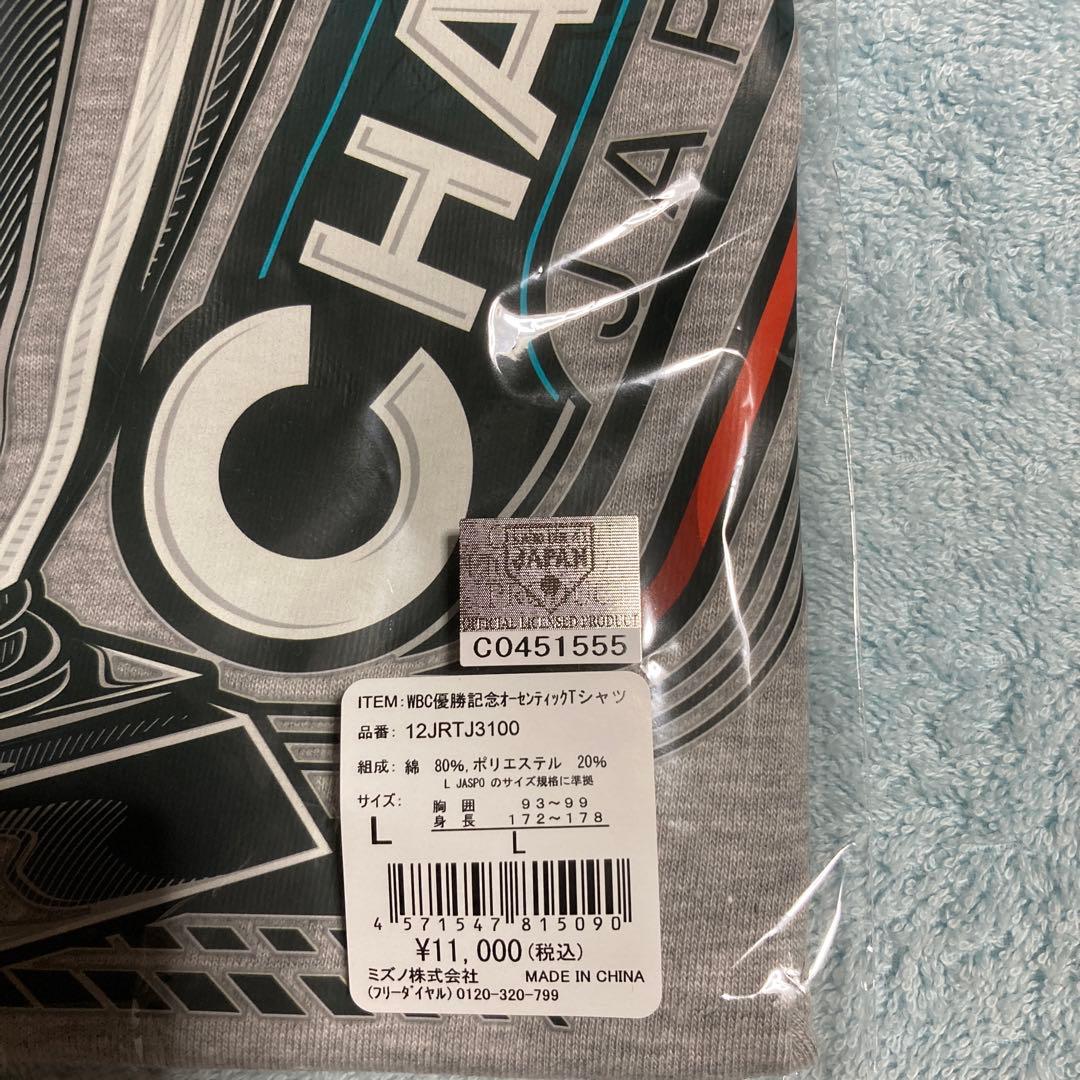 CHA
JAP
JAPAN
OFFICIAL LICENSED PRODUCT
C0451555
ITEM:WBC優勝記念オーセンティックTシャツ
品番: 12JRTJ3100
組成: 綿 80%,ポリエステル 20%
L JASPO のサイズ規格に準拠
サイズ: 胸 囲 93～99
L 身 長 172～178
L
4 571547 815090
¥11,000(税込)
ミズノ株式会社 MADE IN CHINA
(フリーダイヤル) 0120-320-799